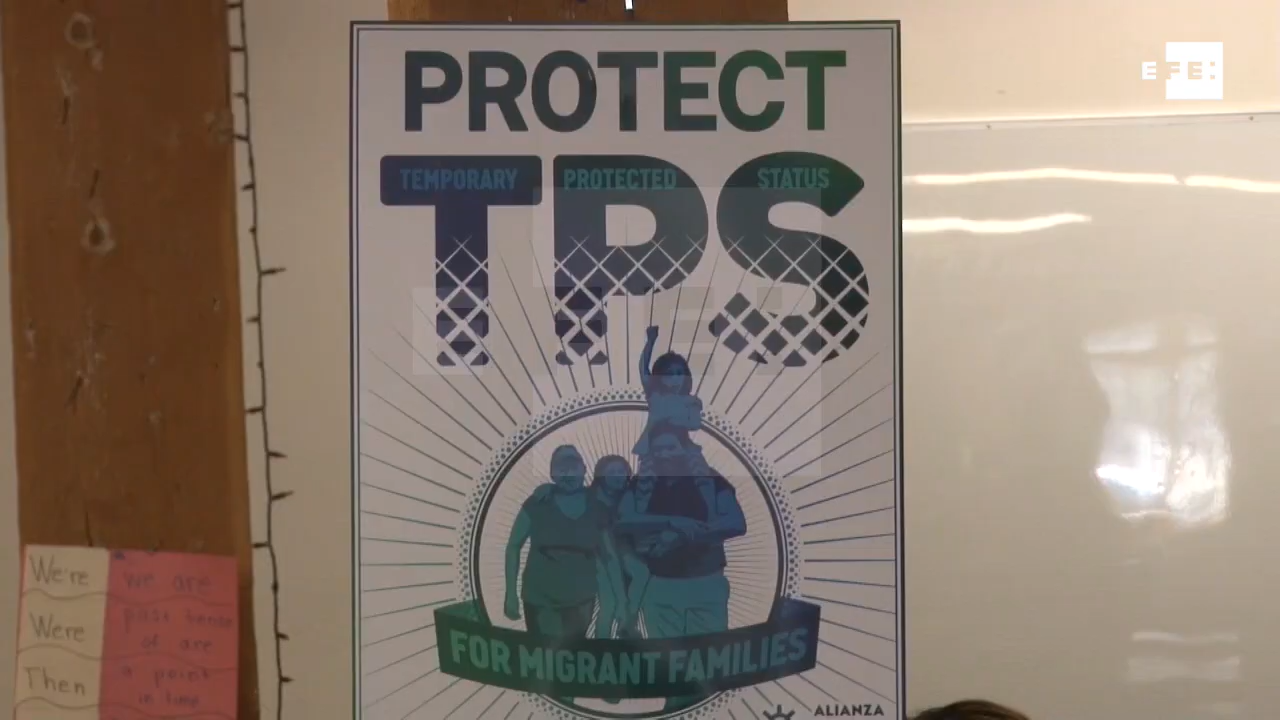 EFE:
PROTECT
TEMPORARY PROTECTED STATUS
TPS
FOR MIGRANT FAMILIES
ALIANZA
We're we are
Were past tense
of are
Then a point
in time